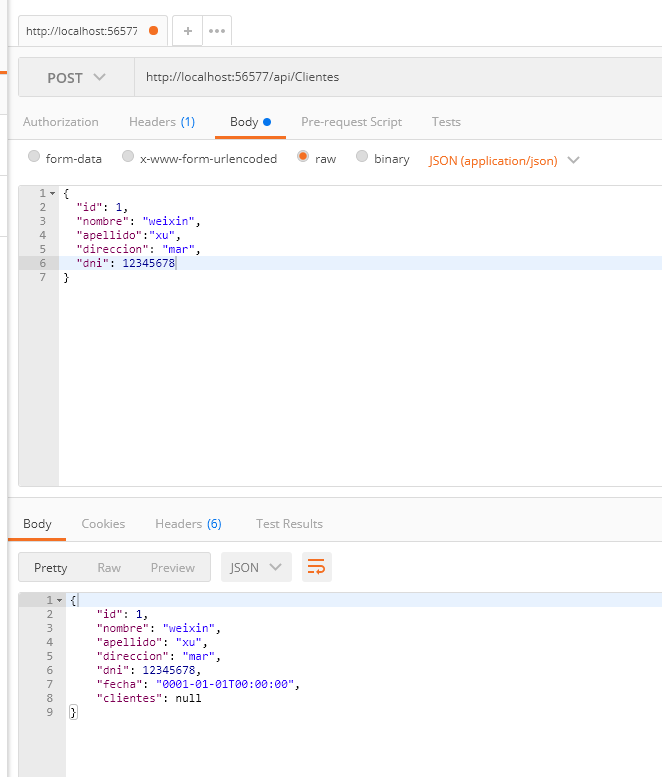 http://localhost:56577 + •••
POST http://localhost:56577/api/Clientes
Authorization Headers (1) Body Pre-request Script Tests
form-data x-www-form-urlencoded raw binary JSON (application/json)
1 {
2 "id": 1,
3 "nombre": "weixin",
4 "apellido":"xu",
5 "direccion": "mar",
6 "dni": 12345678
7 }
Body Cookies Headers (6) Test Results
Pretty Raw Preview JSON
1 {
2 "id": 1,
3 "nombre": "weixin",
4 "apellido": "xu",
5 "direccion": "mar",
6 "dni": 12345678,
7 "fecha": "0001-01-01T00:00:00",
8 "clientes": null
9 }